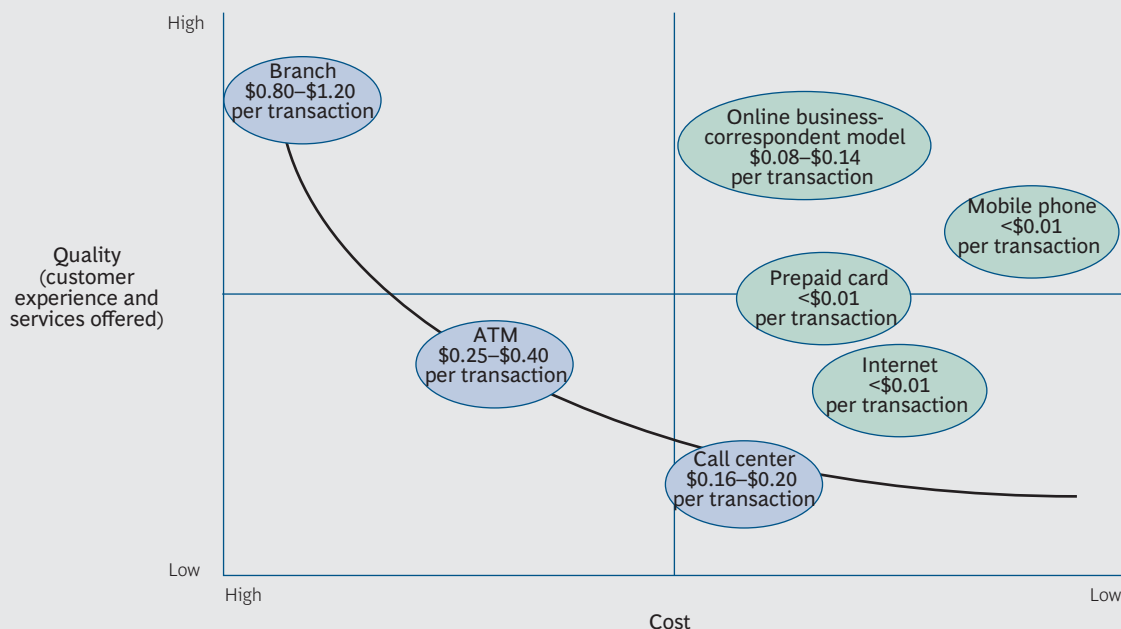 High
Branch
$0.80–$1.20
per transaction
Online business-
correspondent model
$0.08–$0.14
per transaction
Mobile phone
<$0.01
per transaction
Quality
(customer
experience and
services offered)
Prepaid card
<$0.01
per transaction
ATM
$0.25–$0.40
per transaction
Internet
<$0.01
per transaction
Call center
$0.16–$0.20
per transaction
Low
High
Low
Cost